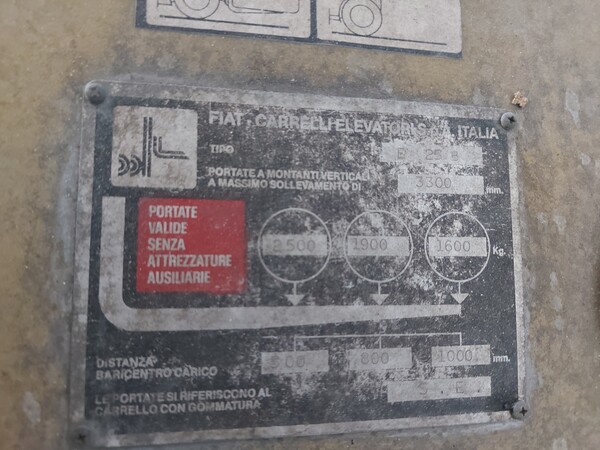 FIAT CARRELLI ELEVATORI S.p.A. ITALIA
TIPO
PORTATE A MONTANTI VERTICALI
A MASSIMO SOLLEVAMENTO DI 3300 mm.
PORTATE
VALIDE
SENZA
ATTREZZATURE
AUSILIARIE
2500 1900 1600 Kg.
DISTANZA
BARICENTRO CARICO 800 1000 mm.
LE PORTATE SI RIFERISCONO AL
CARRELLO CON GOMMATURA